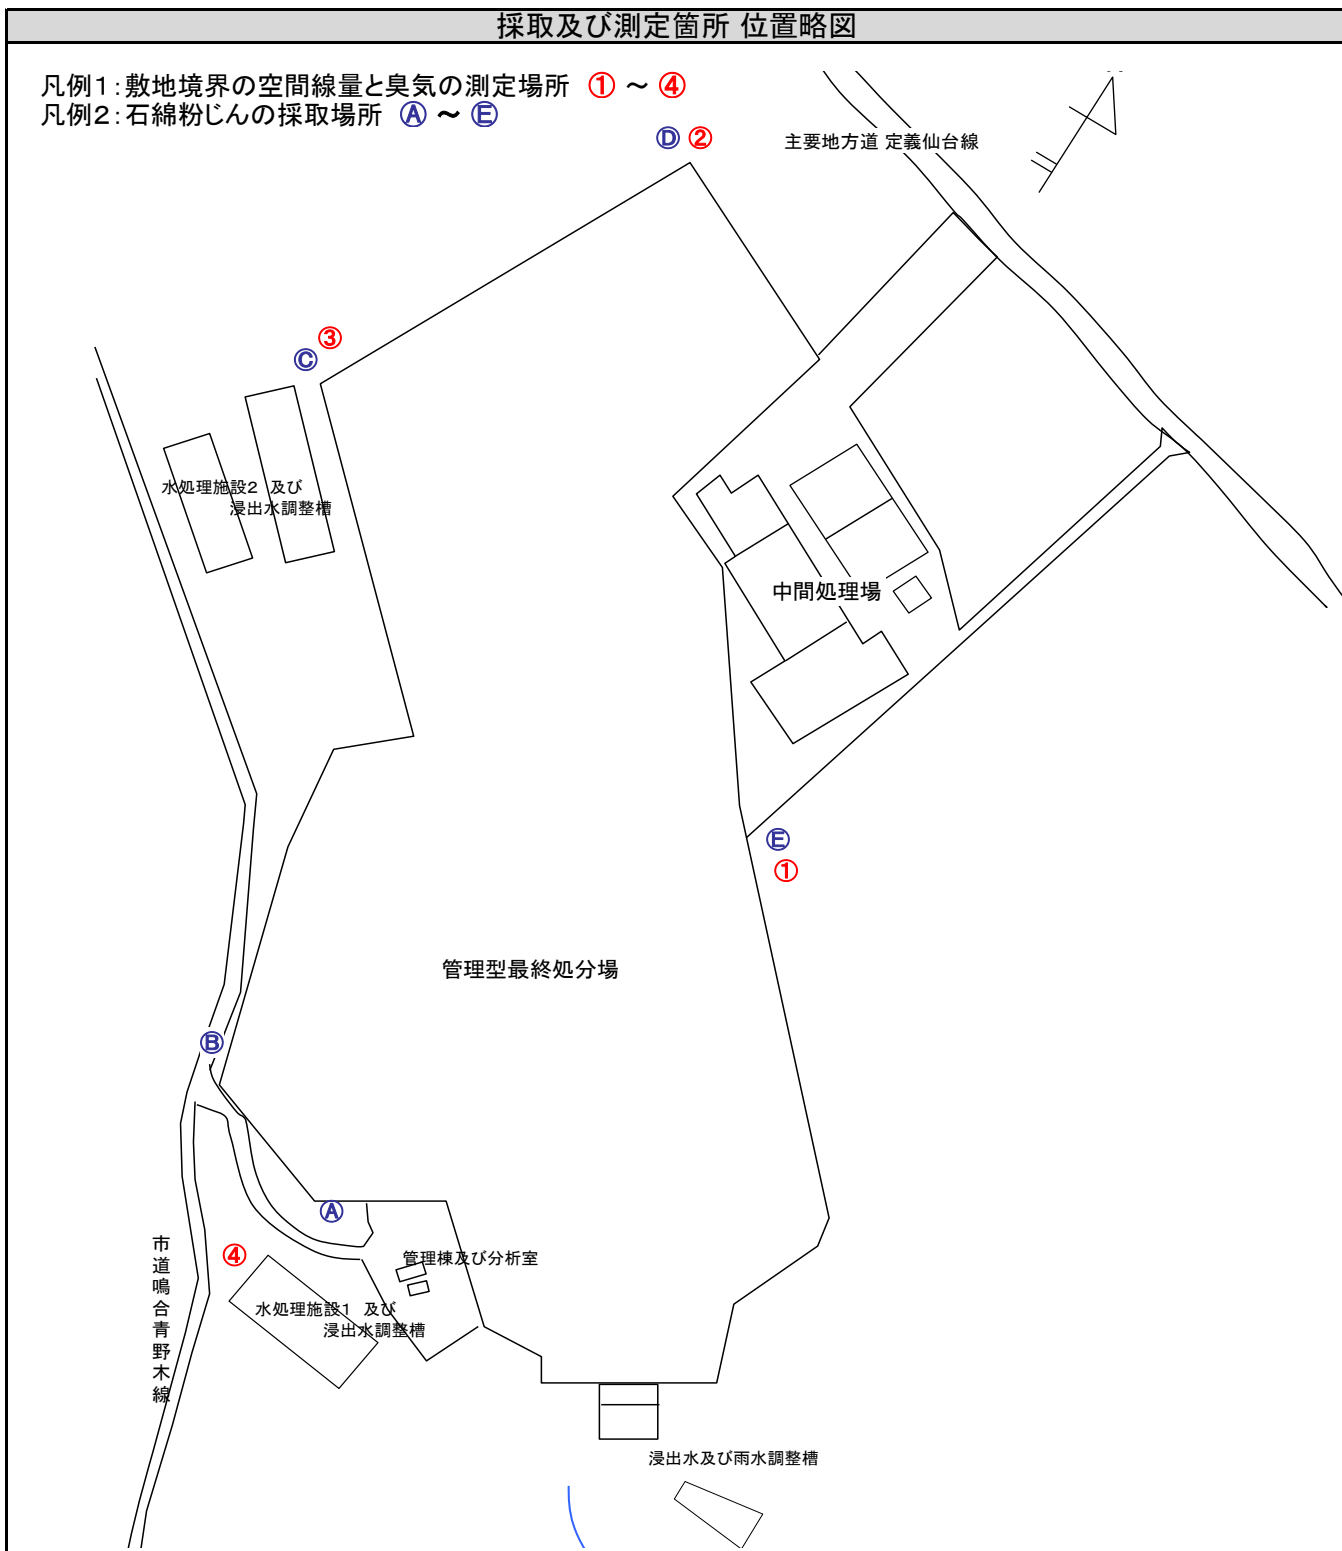 採取及び測定箇所 位置略図
凡例1:敷地境界の空間線量と臭気の測定場所 ① ～ ④
凡例2:石綿粉じんの採取場所 Ⓐ ～ Ⓔ
Ⓓ ②
主要地方道 定義仙台線
③
Ⓒ
水処理施設2 及び
浸出水調整槽
中間処理場
Ⓔ
①
管理型最終処分場
Ⓑ
Ⓐ
④
市道鳴合青野木線
管理棟及び分析室
水処理施設1 及び
浸出水調整槽
浸出水及び雨水調整槽